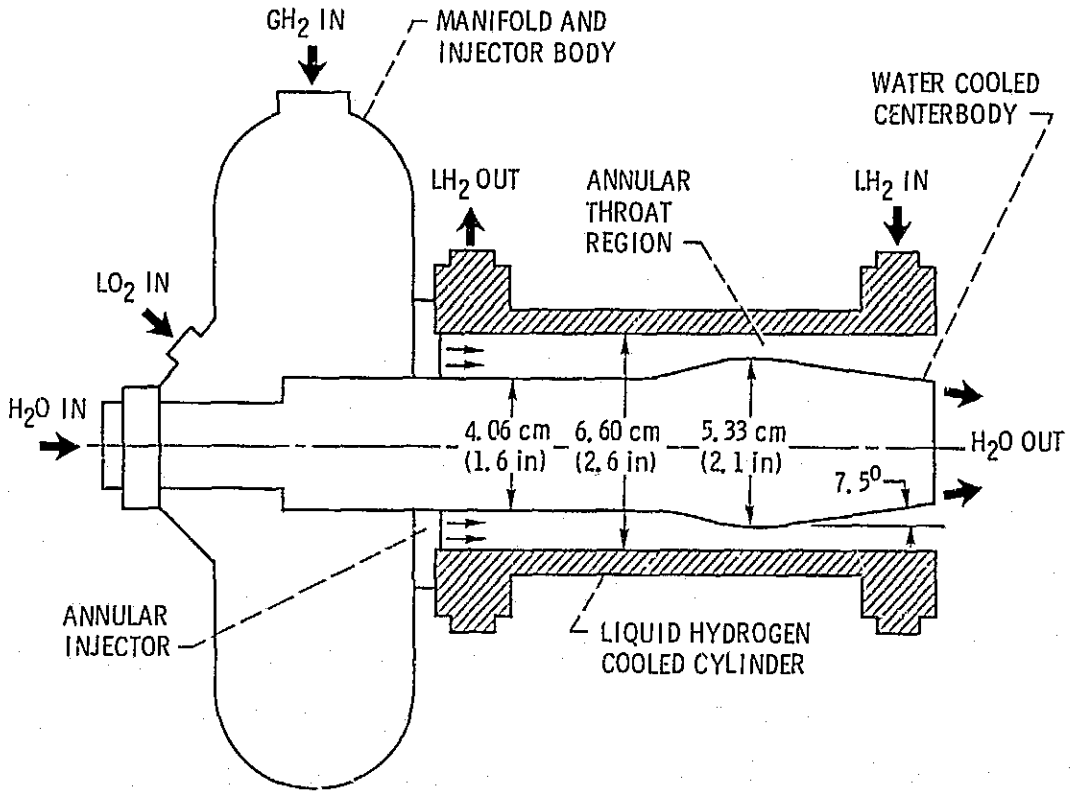 GH₂ IN
MANIFOLD AND
INJECTOR BODY
WATER COOLED
CENTERBODY
LH₂ OUT
ANNULAR
THROAT
REGION
LH₂ IN
LO₂ IN
H₂O IN
4.06 cm
(1.6 in)
6.60 cm
(2.6 in)
5.33 cm
(2.1 in)
7.5⁰
H₂O OUT
ANNULAR
INJECTOR
LIQUID HYDROGEN
COOLED CYLINDER